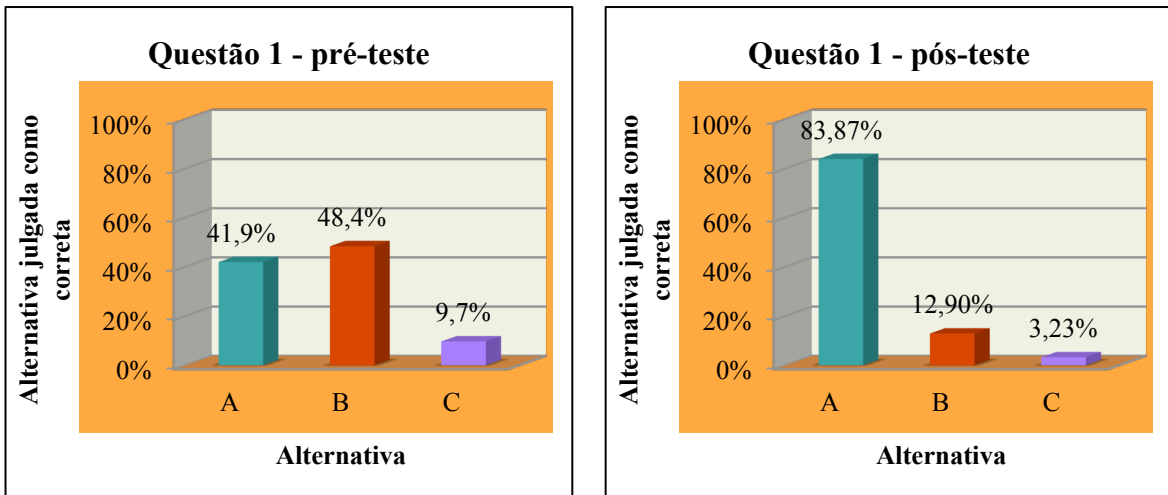 Questão 1 - pré-teste
Alternativa julgada como
correta
100%
80%
60%
40%
20%
0%
41,9%
48,4%
9,7%
A
B
C
Alternativa
Questão 1 - pós-teste
Alternativa julgada como
correta
100%
80%
60%
40%
20%
0%
83,87%
12,90%
3,23%
A
B
C
Alternativa